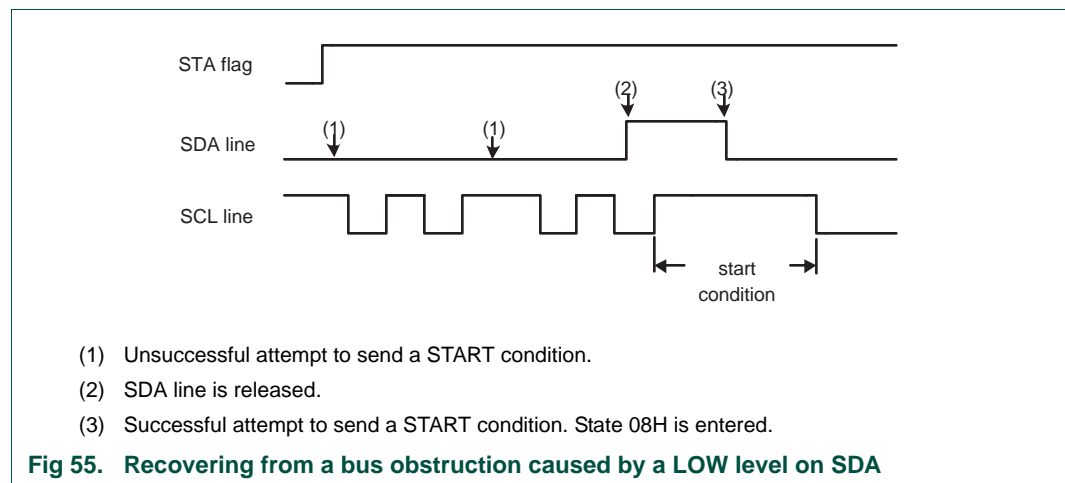 STA flag
(2) (3)
(1) (1)
SDA line
SCL line
start
condition
(1) Unsuccessful attempt to send a START condition.
(2) SDA line is released.
(3) Successful attempt to send a START condition. State 08H is entered.
Fig 55. Recovering from a bus obstruction caused by a LOW level on SDA